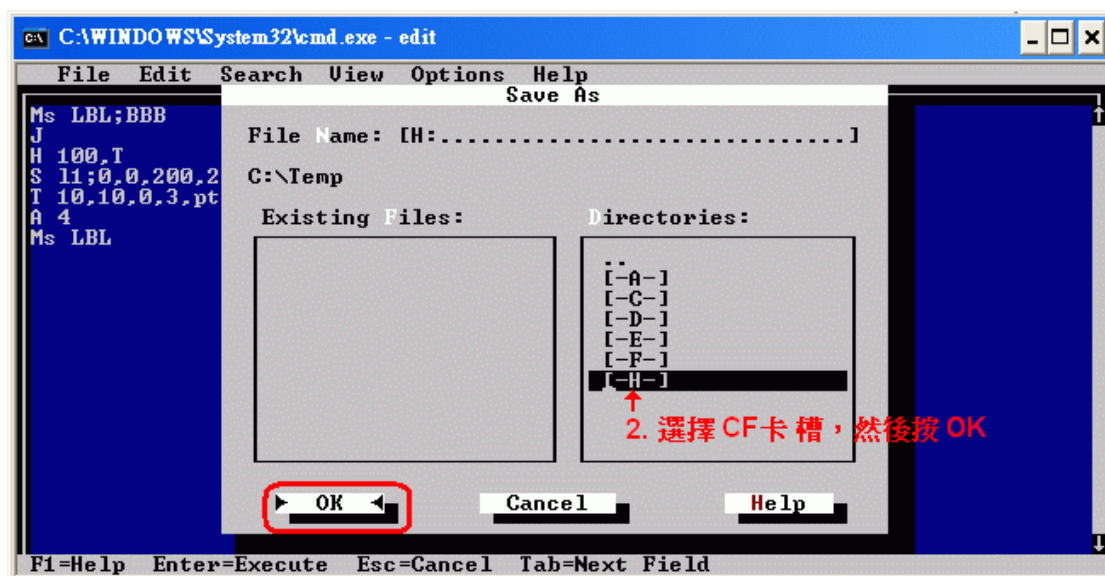 C:\WINDOWS\System32\cmd.exe - edit
File Edit Search View Options Help
Save As
Ms LBL;BBB
J
H 100,T
S l1;0,0,200,2
T 10,10,0,3,pt
A 4
Ms LBL
File Name: [H:..............................]
C:\Temp
Existing Files:
Directories:
..
[-A-]
[-C-]
[-D-]
[-E-]
[-F-]
[-H-]
2. 選擇 CF卡 槽，然後按 OK
OK
Cancel
Help
F1=Help Enter=Execute Esc=Cancel Tab=Next Field